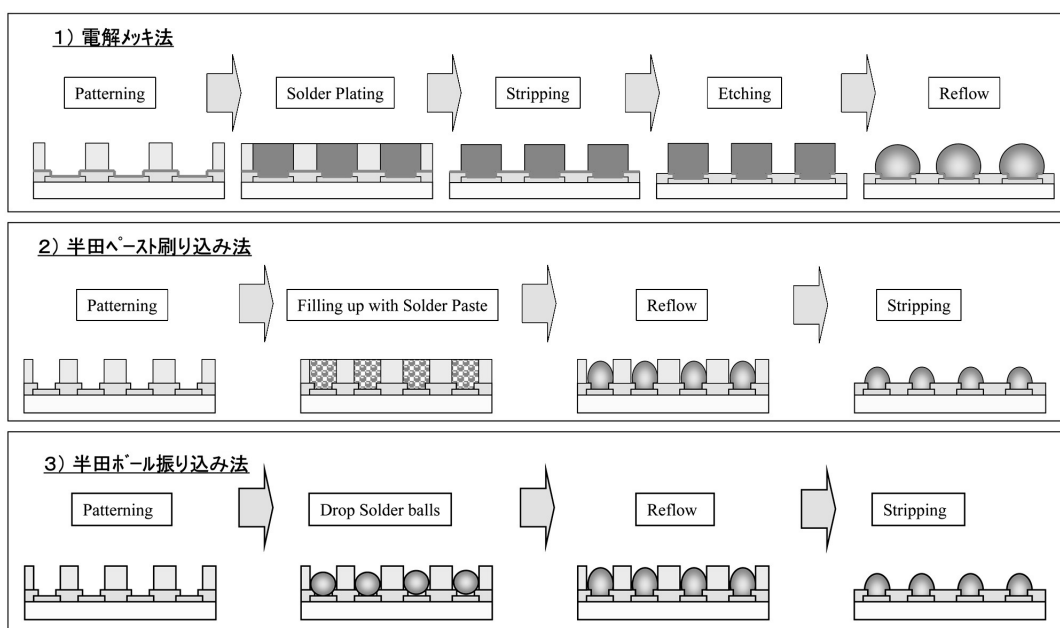 1) 電解メッキ法
Patterning
Solder Plating
Stripping
Etching
Reflow
2) 半田ペースト刷り込み法
Patterning
Filling up with Solder Paste
Reflow
Stripping
3) 半田ボール振り込み法
Patterning
Drop Solder balls
Reflow
Stripping